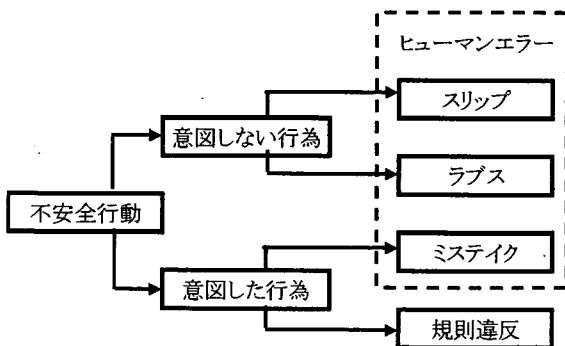 ヒューマンエラー
スリップ
意図しない行為
ラブス
不安全行動
ミステイク
意図した行為
規則違反